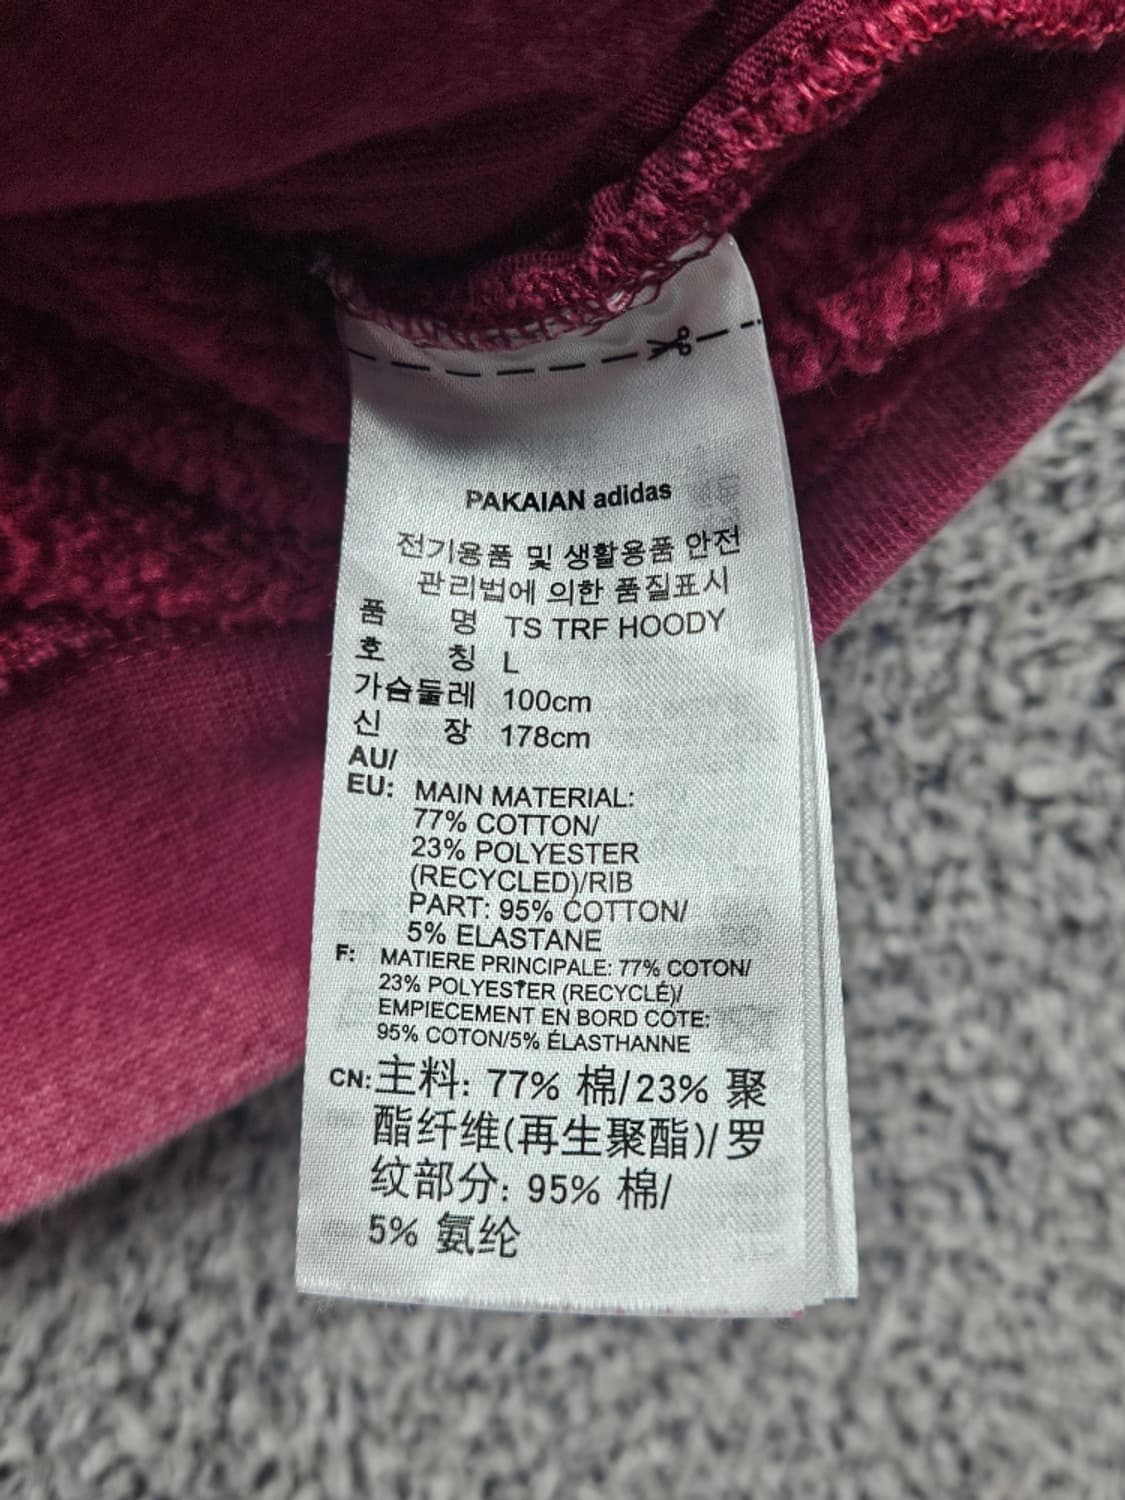 PAKAIAN adidas
전기용품 및 생활용품 안전
관리법에 의한 품질표시
품 명 TS TRF HOODY
호 칭 L
가슴둘레 100cm
신 장 178cm
AU/
EU: MAIN MATERIAL:
77% COTTON/
23% POLYESTER
(RECYCLED)/RIB
PART: 95% COTTON/
5% ELASTANE
F: MATIERE PRINCIPALE: 77% COTON/
23% POLYESTER (RECYCLÉ)/
EMPIECEMENT EN BORD COTE:
95% COTON/5% ÉLASTHANNE
CN: 主料: 77% 棉/23% 聚
酯纤维(再生聚酯)/罗
纹部分: 95% 棉/
5% 氨纶